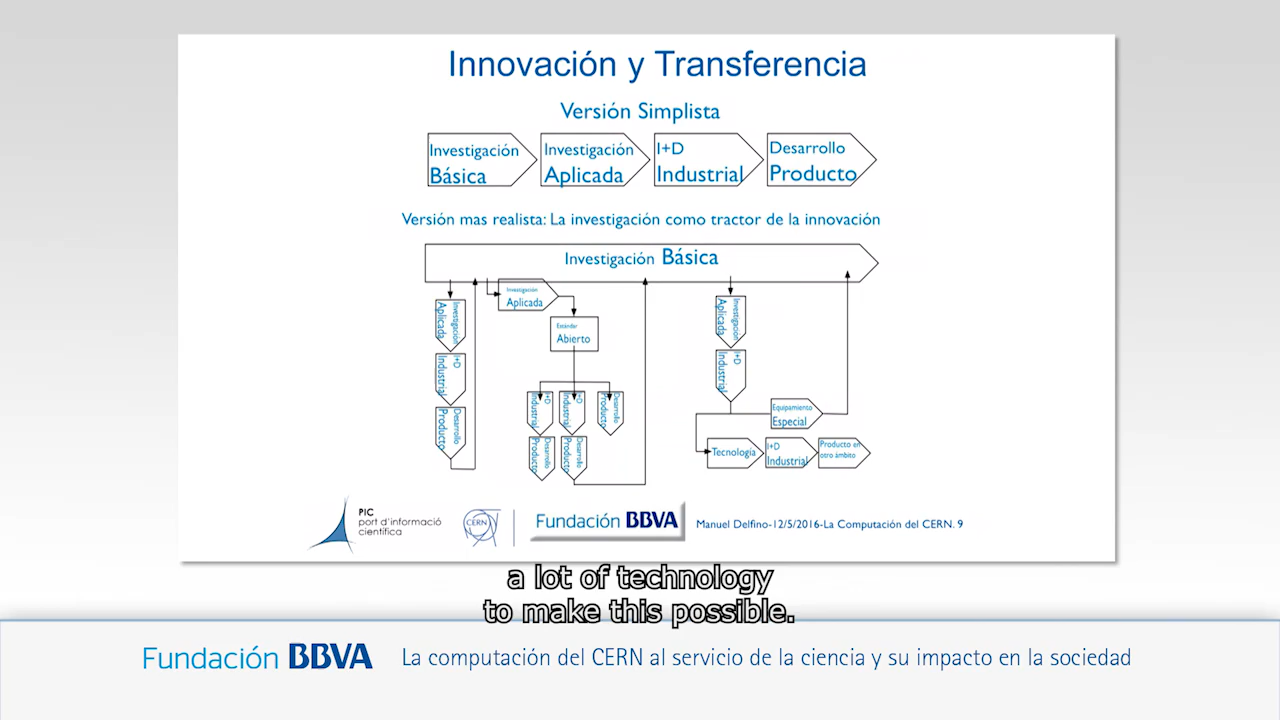 Innovación y Transferencia
Versión Simplista
Investigación
Básica
Investigación
Aplicada
I+D
Industrial
Desarrollo
Producto
Versión mas realista: La investigación como tractor de la innovación
Investigación Básica
Investigación
Aplicada
I+D
Industrial
Desarrollo
Producto
Investigación
Aplicada
Estándar
Abierto
I+D
Industrial
Desarrollo
Producto
I+D
Industrial
Desarrollo
Producto
Desarrollo
Producto
Investigación
Aplicada
I+D
Industrial
Equipamiento
Especial
Tecnología
I+D
Industrial
Producto en
otro ámbito
PIC
port d'informació
científica
CERN
Fundación BBVA
Manuel Delfino-12/5/2016-La Computación del CERN. 9
a lot of technology
to make this possible.
Fundación BBVA
La computación del CERN al servicio de la ciencia y su impacto en la sociedad